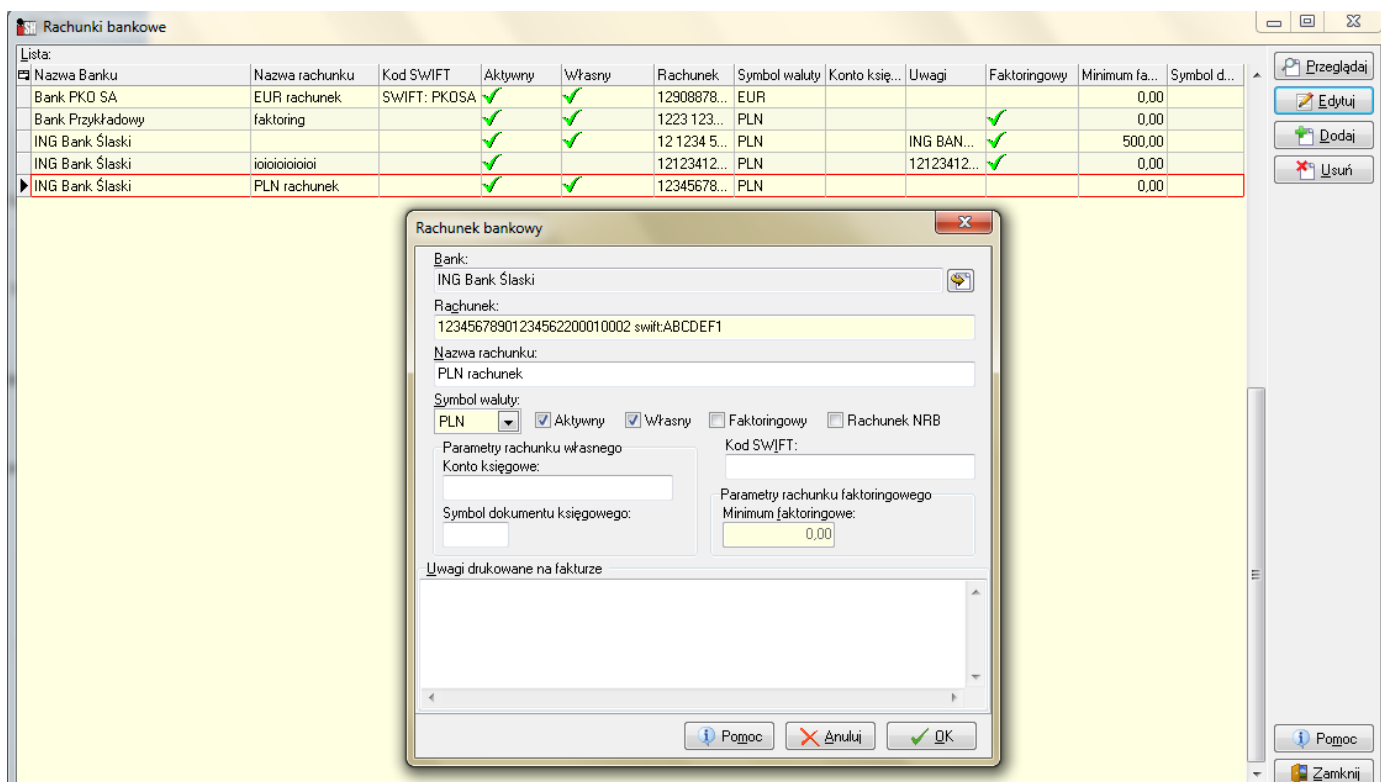 Rachunki bankowe
Lista:
Nazwa Banku Nazwa rachunku Kod SWIFT Aktywny Własny Rachunek Symbol waluty Konto księ... Uwagi Faktoringowy Minimum fa... Symbol d...
Bank PKO SA EUR rachunek SWIFT: PKOSA 12908878... EUR 0,00
Bank Przykładowy faktoring 1223 123... PLN 0,00
ING Bank Ślaski 12 1234 5... PLN ING BAN... 500,00
ING Bank Ślaski ioioioioioioi 12123412... PLN 12123412... 0,00
ING Bank Ślaski PLN rachunek 12345678... PLN 0,00
Przeglądaj
Edytuj
Dodaj
Usuń
Rachunek bankowy
Bank:
ING Bank Ślaski
Rachunek:
12345678901234562200010002 swift:ABCDEF1
Nazwa rachunku:
PLN rachunek
Symbol waluty:
PLN Aktywny Własny Faktoringowy Rachunek NRB
Parametry rachunku własnego
Konto księgowe:
Symbol dokumentu księgowego:
Kod SWIFT:
Parametry rachunku faktoringowego
Minimum faktoringowe:
0,00
Uwagi drukowane na fakturze
Pomoc Anuluj OK
Pomoc
Zamknij